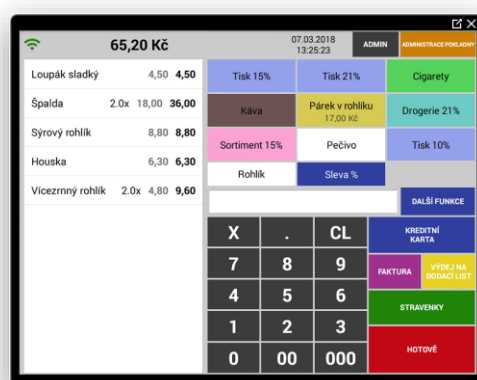 65,20 Kč
07.03.2018
13:25:23
ADMIN
ADMINISTRACE POKLADNY
Loupák sladký 4,50 4,50
Špalda 2.0x 18,00 36,00
Sýrový rohlík 8,80 8,80
Houska 6,30 6,30
Vícezrnný rohlík 2.0x 4,80 9,60
Tisk 15% Tisk 21% Cigarety
Káva Párek v rohlíku Drogerie 21%
17,00 Kč
Sortiment 15% Pečivo Tisk 10%
Rohlík Sleva %
DALŠÍ FUNKCE
X . CL
KREDITNÍ
KARTA
7 8 9
FAKTURA
VÝDEJ NA
DODACÍ LIST
4 5 6
STRAVENKY
1 2 3
HOTOVĚ
0 00 000